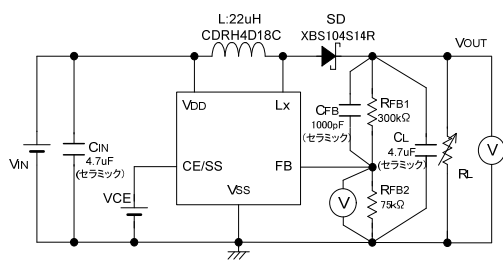 L:22uH
CDRH4D18C
SD
XBS104S14R
VOUT
VDD
Lx
CE/SS
FB
VSS
VIN
CIN
4.7uF
(セラミック)
VCE
CFB
1000pF
(セラミック)
RFB1
300kΩ
CL
4.7uF
(セラミック)
RL
V
V
RFB2
75kΩ